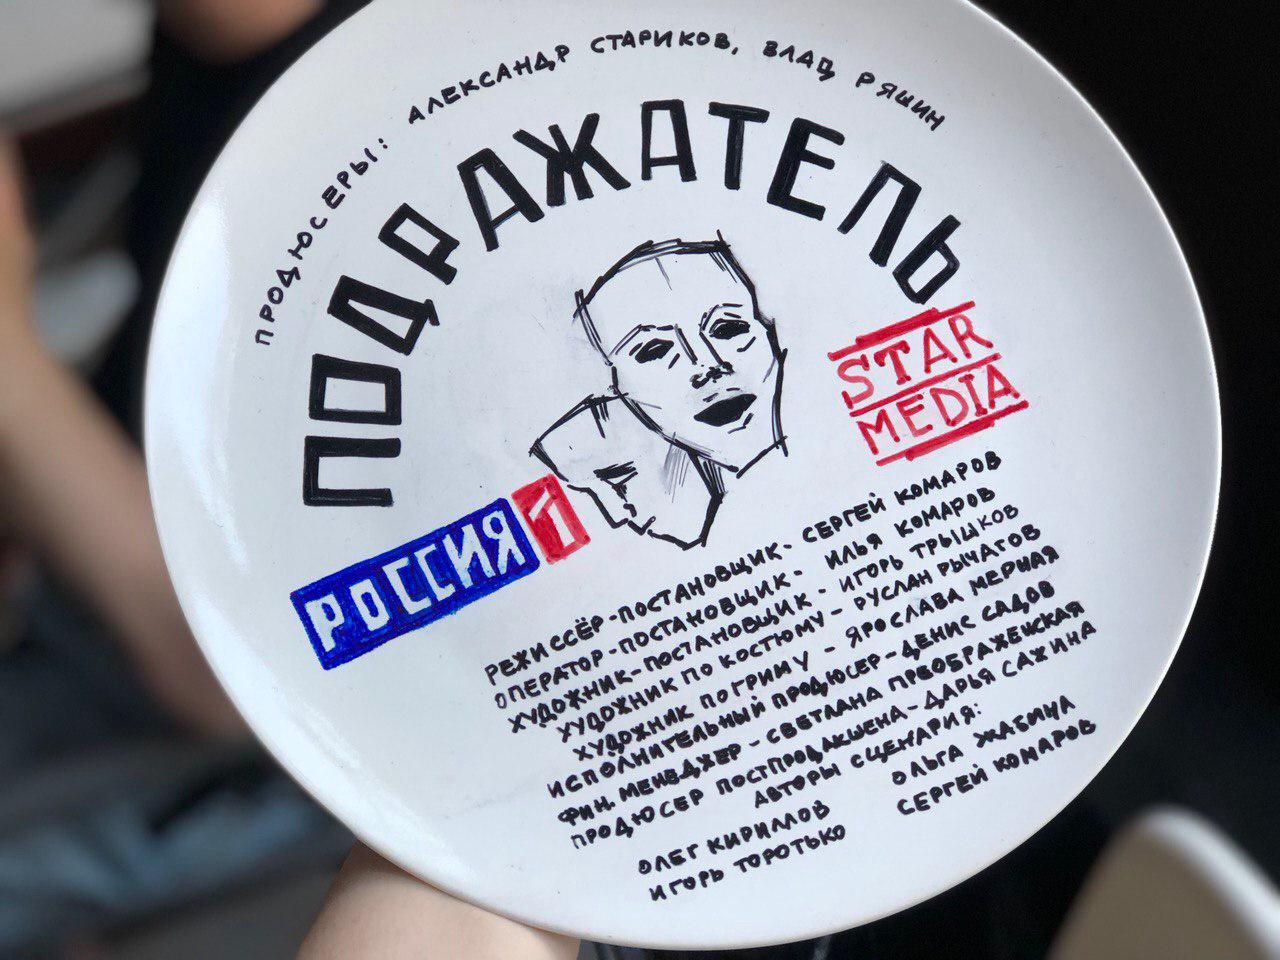 ПРОДЮСЕРЫ: АЛЕКСАНДР СТАРИКОВ, ВЛАД РЯШИН
ПОДРАЖАТЕЛЬ
STAR
MEDIA
РОССИЯ 1
РЕЖИССЁР-ПОСТАНОВЩИК- СЕРГЕЙ КОМАРОВ
ОПЕРАТОР-ПОСТАНОВЩИК- ИЛЬЯ КОМАРОВ
ХУДОЖНИК-ПОСТАНОВЩИК - ИГОРЬ ТРЫШКОВ
ХУДОЖНИК ПО КОСТЮМУ - РУСЛАН РЫЧАГОВ
ХУДОЖНИК ПО ГРИМУ - ЯРОСЛАВА МЕРНАЯ
ИСПОЛНИТЕЛЬНЫЙ ПРОДЮСЕР-ДЕНИС САДОВ
ФИН. МЕНЕДЖЕР - СВЕТЛАНА ПРЕОБРАЖЕНСКАЯ
ПРОДЮСЕР ПОСТПРОДАКШЕНА-ДАРЬЯ САЖИНА
АВТОРЫ СЦЕНАРИЯ:
ОЛЕГ КИРИЛЛОВ ОЛЬГА ЖАБИНА
ИГОРЬ ТОРОТЬКО СЕРГЕЙ КОМАРОВ